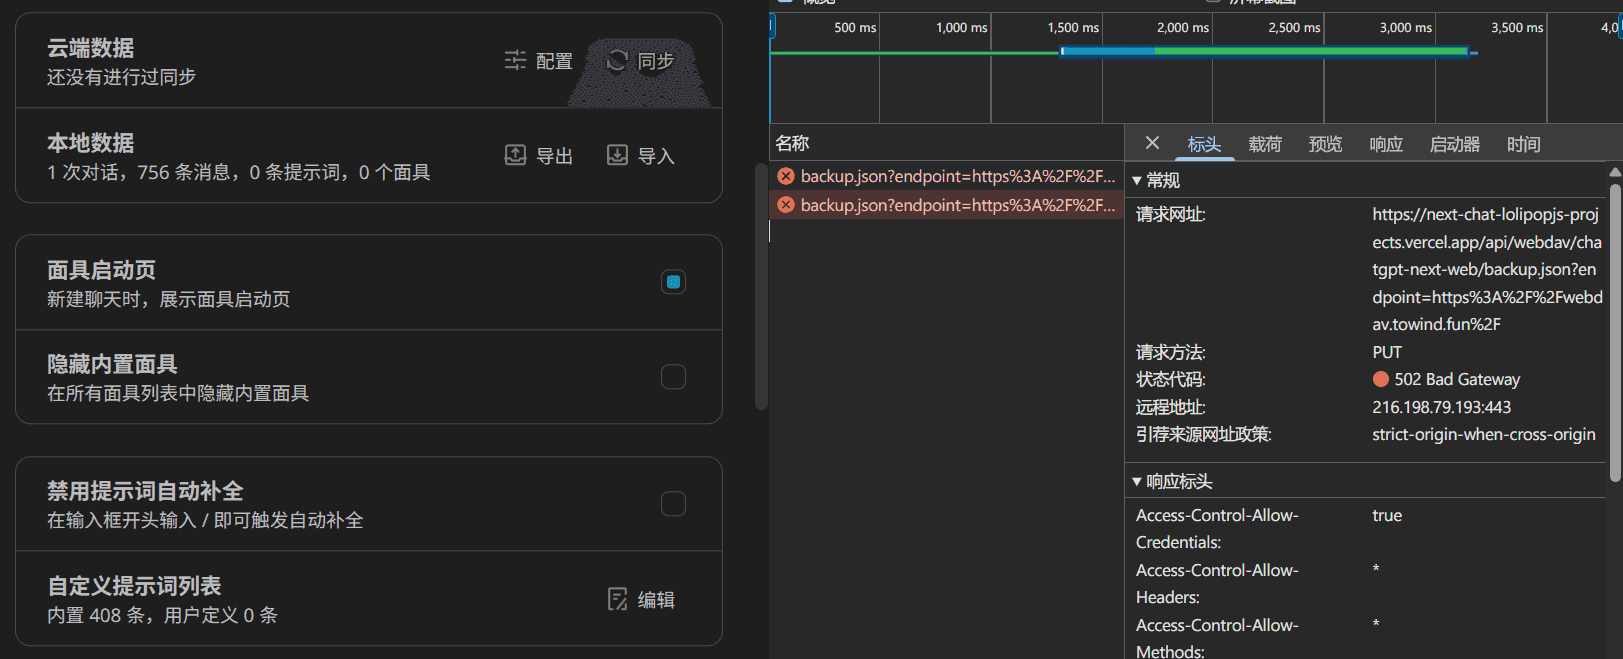 云端数据
还没有进行过同步
配置
同步
本地数据
1 次对话，756 条消息，0 条提示词，0 个面具
导出
导入
面具启动页
新建聊天时，展示面具启动页
隐藏内置面具
在所有面具列表中隐藏内置面具
禁用提示词自动补全
在输入框开头输入 / 即可触发自动补全
自定义提示词列表
内置 408 条，用户定义 0 条
编辑
500 ms
1,000 ms
1,500 ms
2,000 ms
2,500 ms
3,000 ms
3,500 ms
4,0
名称
backup.json?endpoint=https%3A%2F%2F...
backup.json?endpoint=https%3A%2F%2F...
标头
载荷
预览
响应
启动器
时间
常规
请求网址:
https://next-chat-lolipopjs-proj
ects.vercel.app/api/webdav/cha
tgpt-next-web/backup.json?en
dpoint=https%3A%2F%2Fwebd
av.towind.fun%2F
请求方法:
PUT
状态代码:
502 Bad Gateway
远程地址:
216.198.79.193:443
引荐来源网址政策:
strict-origin-when-cross-origin
响应标头
Access-Control-Allow-
Credentials:
true
Access-Control-Allow-
Headers:
*
Access-Control-Allow-
Methods:
*